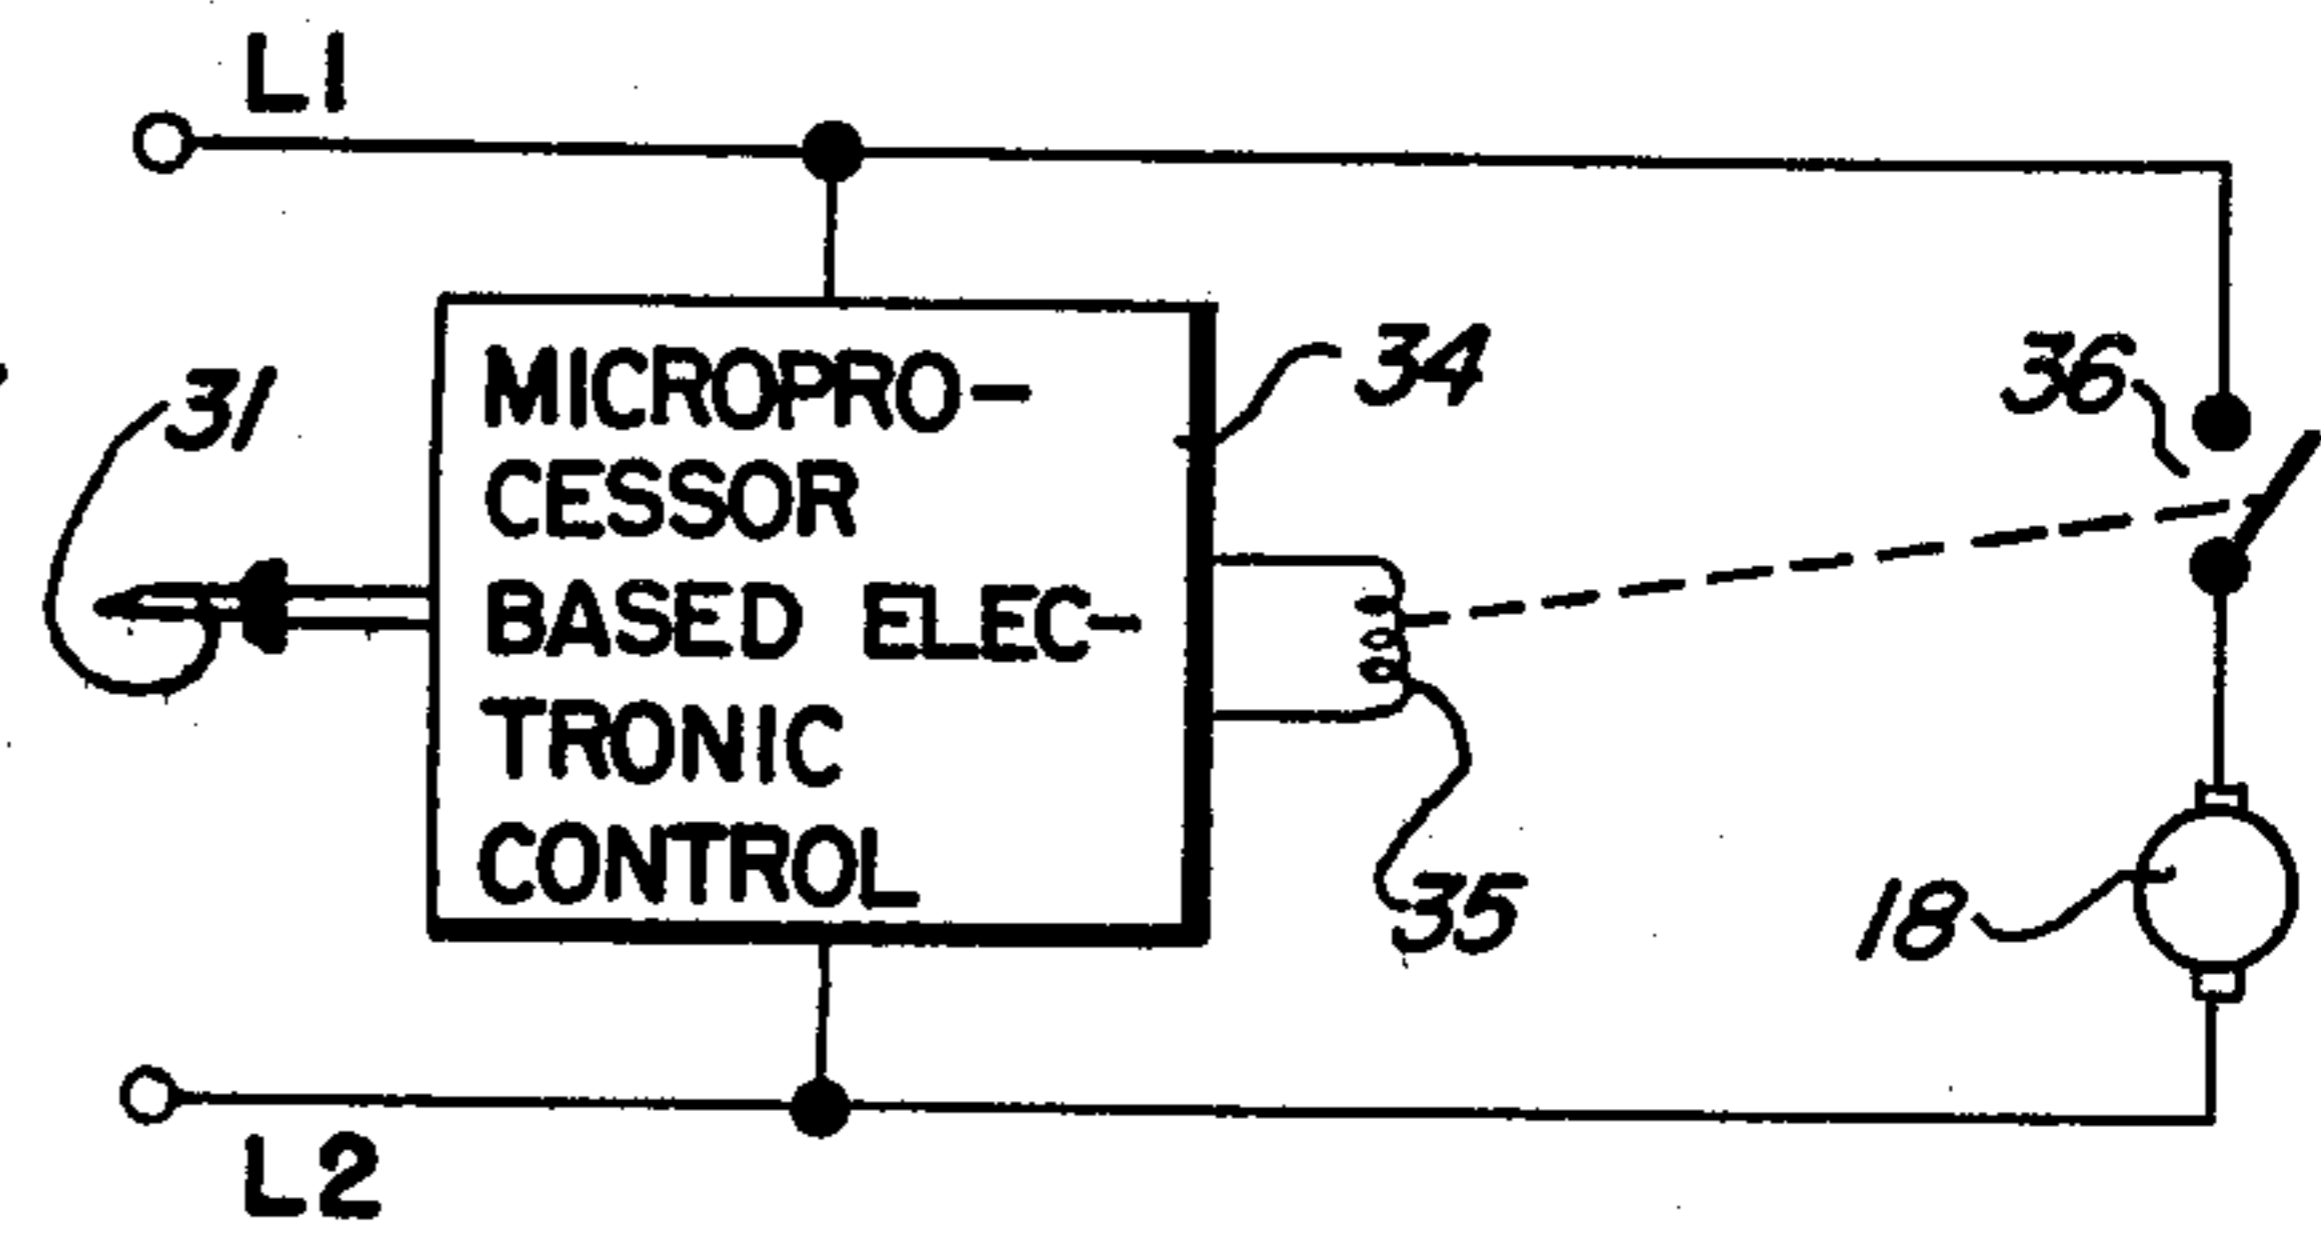 L1
31
MICROPRO-
CESSOR
BASED ELEC-
TRONIC
CONTROL
34
36
35
18
L2